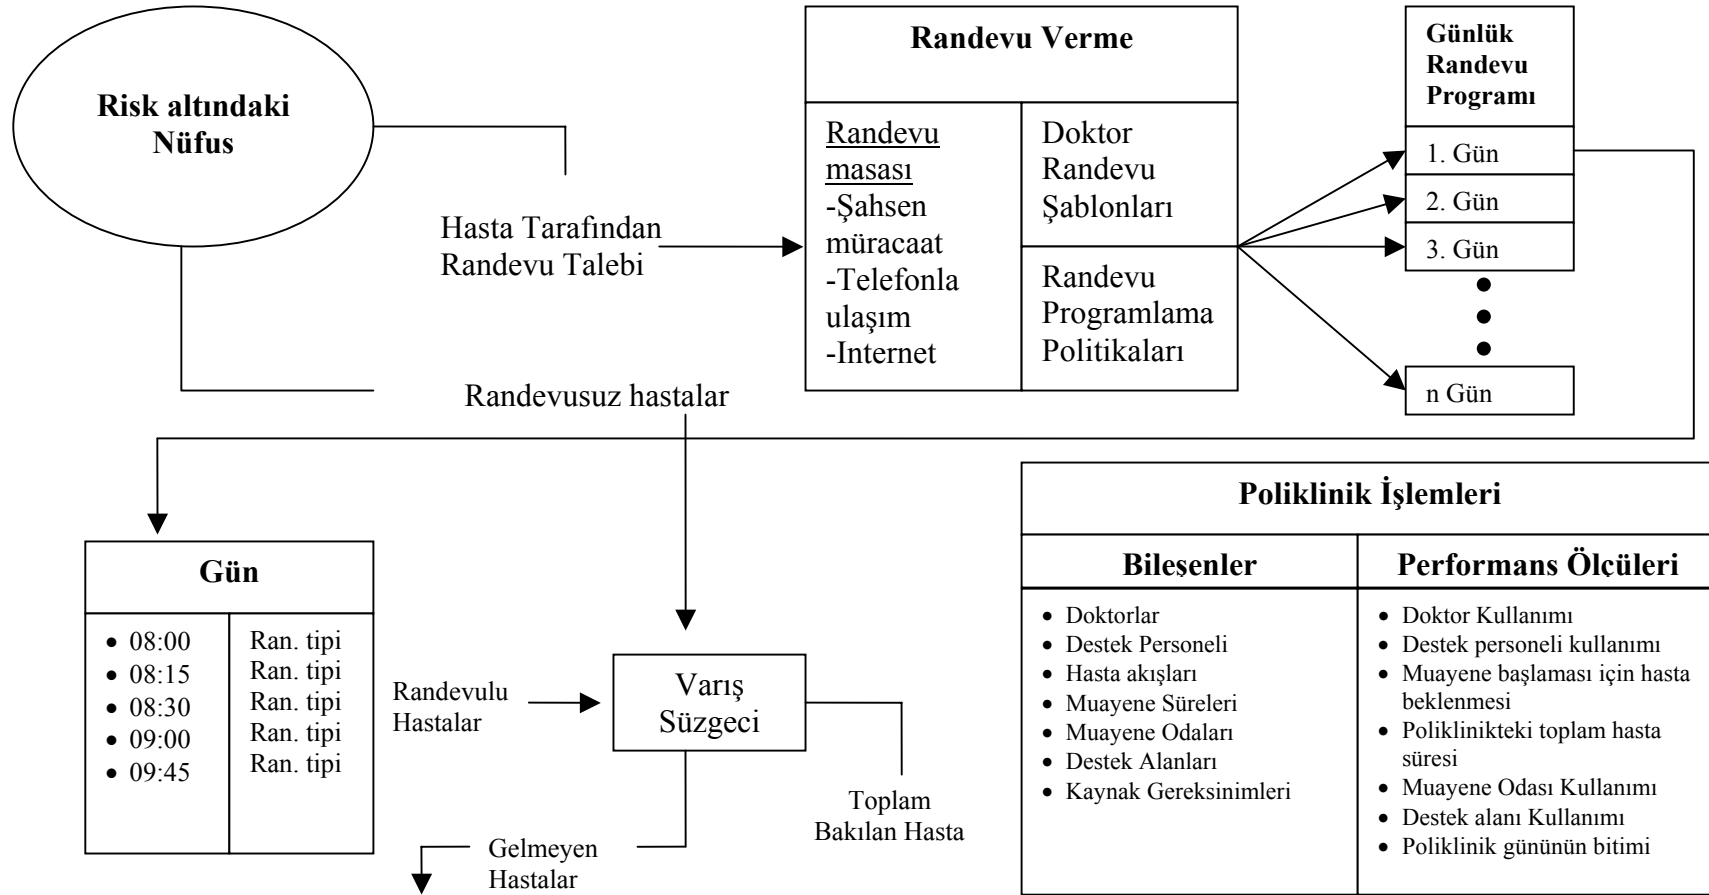 Risk altındaki
Nüfus
Hasta Tarafından
Randevu Talebi
Randevu Verme
Randevu
masası
-Şahsen
müracaat
-Telefonla
ulaşım
-Internet
Doktor
Randevu
Şablonları
Randevu
Programlama
Politikaları
Günlük
Randevu
Programı
1. Gün
2. Gün
3. Gün
n Gün
Randevusuz hastalar
Gün
• 08:00 Ran. tipi
• 08:15 Ran. tipi
• 08:30 Ran. tipi
• 09:00 Ran. tipi
• 09:45 Ran. tipi
Randevulu
Hastalar
Varış
Süzgeci
Toplam
Bakılan Hasta
Gelmeyen
Hastalar
Poliklinik İşlemleri
Bileşenler
• Doktorlar
• Destek Personeli
• Hasta akışları
• Muayene Süreleri
• Muayene Odaları
• Destek Alanları
• Kaynak Gereksinimleri
Performans Ölçüleri
• Doktor Kullanımı
• Destek personeli kullanımı
• Muayene başlaması için hasta
beklenmesi
• Poliklinikteki toplam hasta
süresi
• Muayene Odası Kullanımı
• Destek alanı Kullanımı
• Poliklinik gününün bitimi